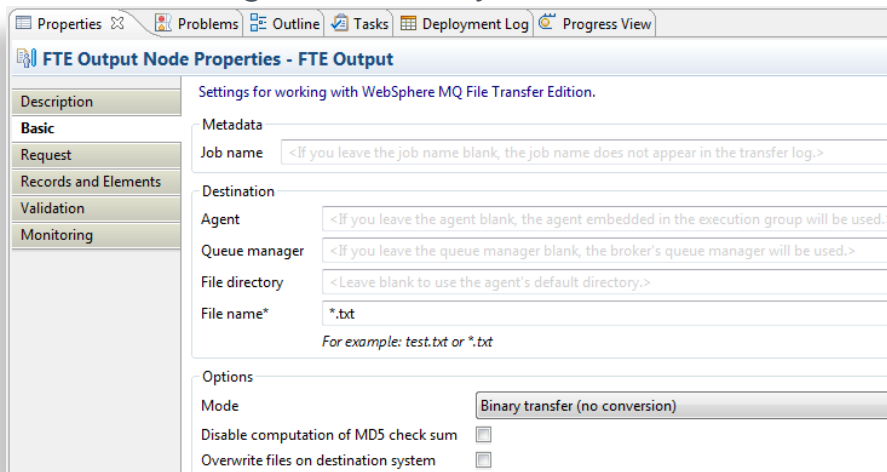 Properties Problems Outline Tasks Deployment Log Progress View
FTE Output Node Properties - FTE Output
Description
Basic
Request
Records and Elements
Validation
Monitoring
Settings for working with WebSphere MQ File Transfer Edition.
Metadata
Job name <If you leave the job name blank, the job name does not appear in the transfer log.>
Destination
Agent <If you leave the agent blank, the agent embedded in the execution group will be used.
Queue manager <If you leave the queue manager blank, the broker's queue manager will be used.>
File directory <Leave blank to use the agent's default directory.>
File name* *.txt
For example: test.txt or *.txt
Options
Mode Binary transfer (no conversion)
Disable computation of MD5 check sum
Overwrite files on destination system